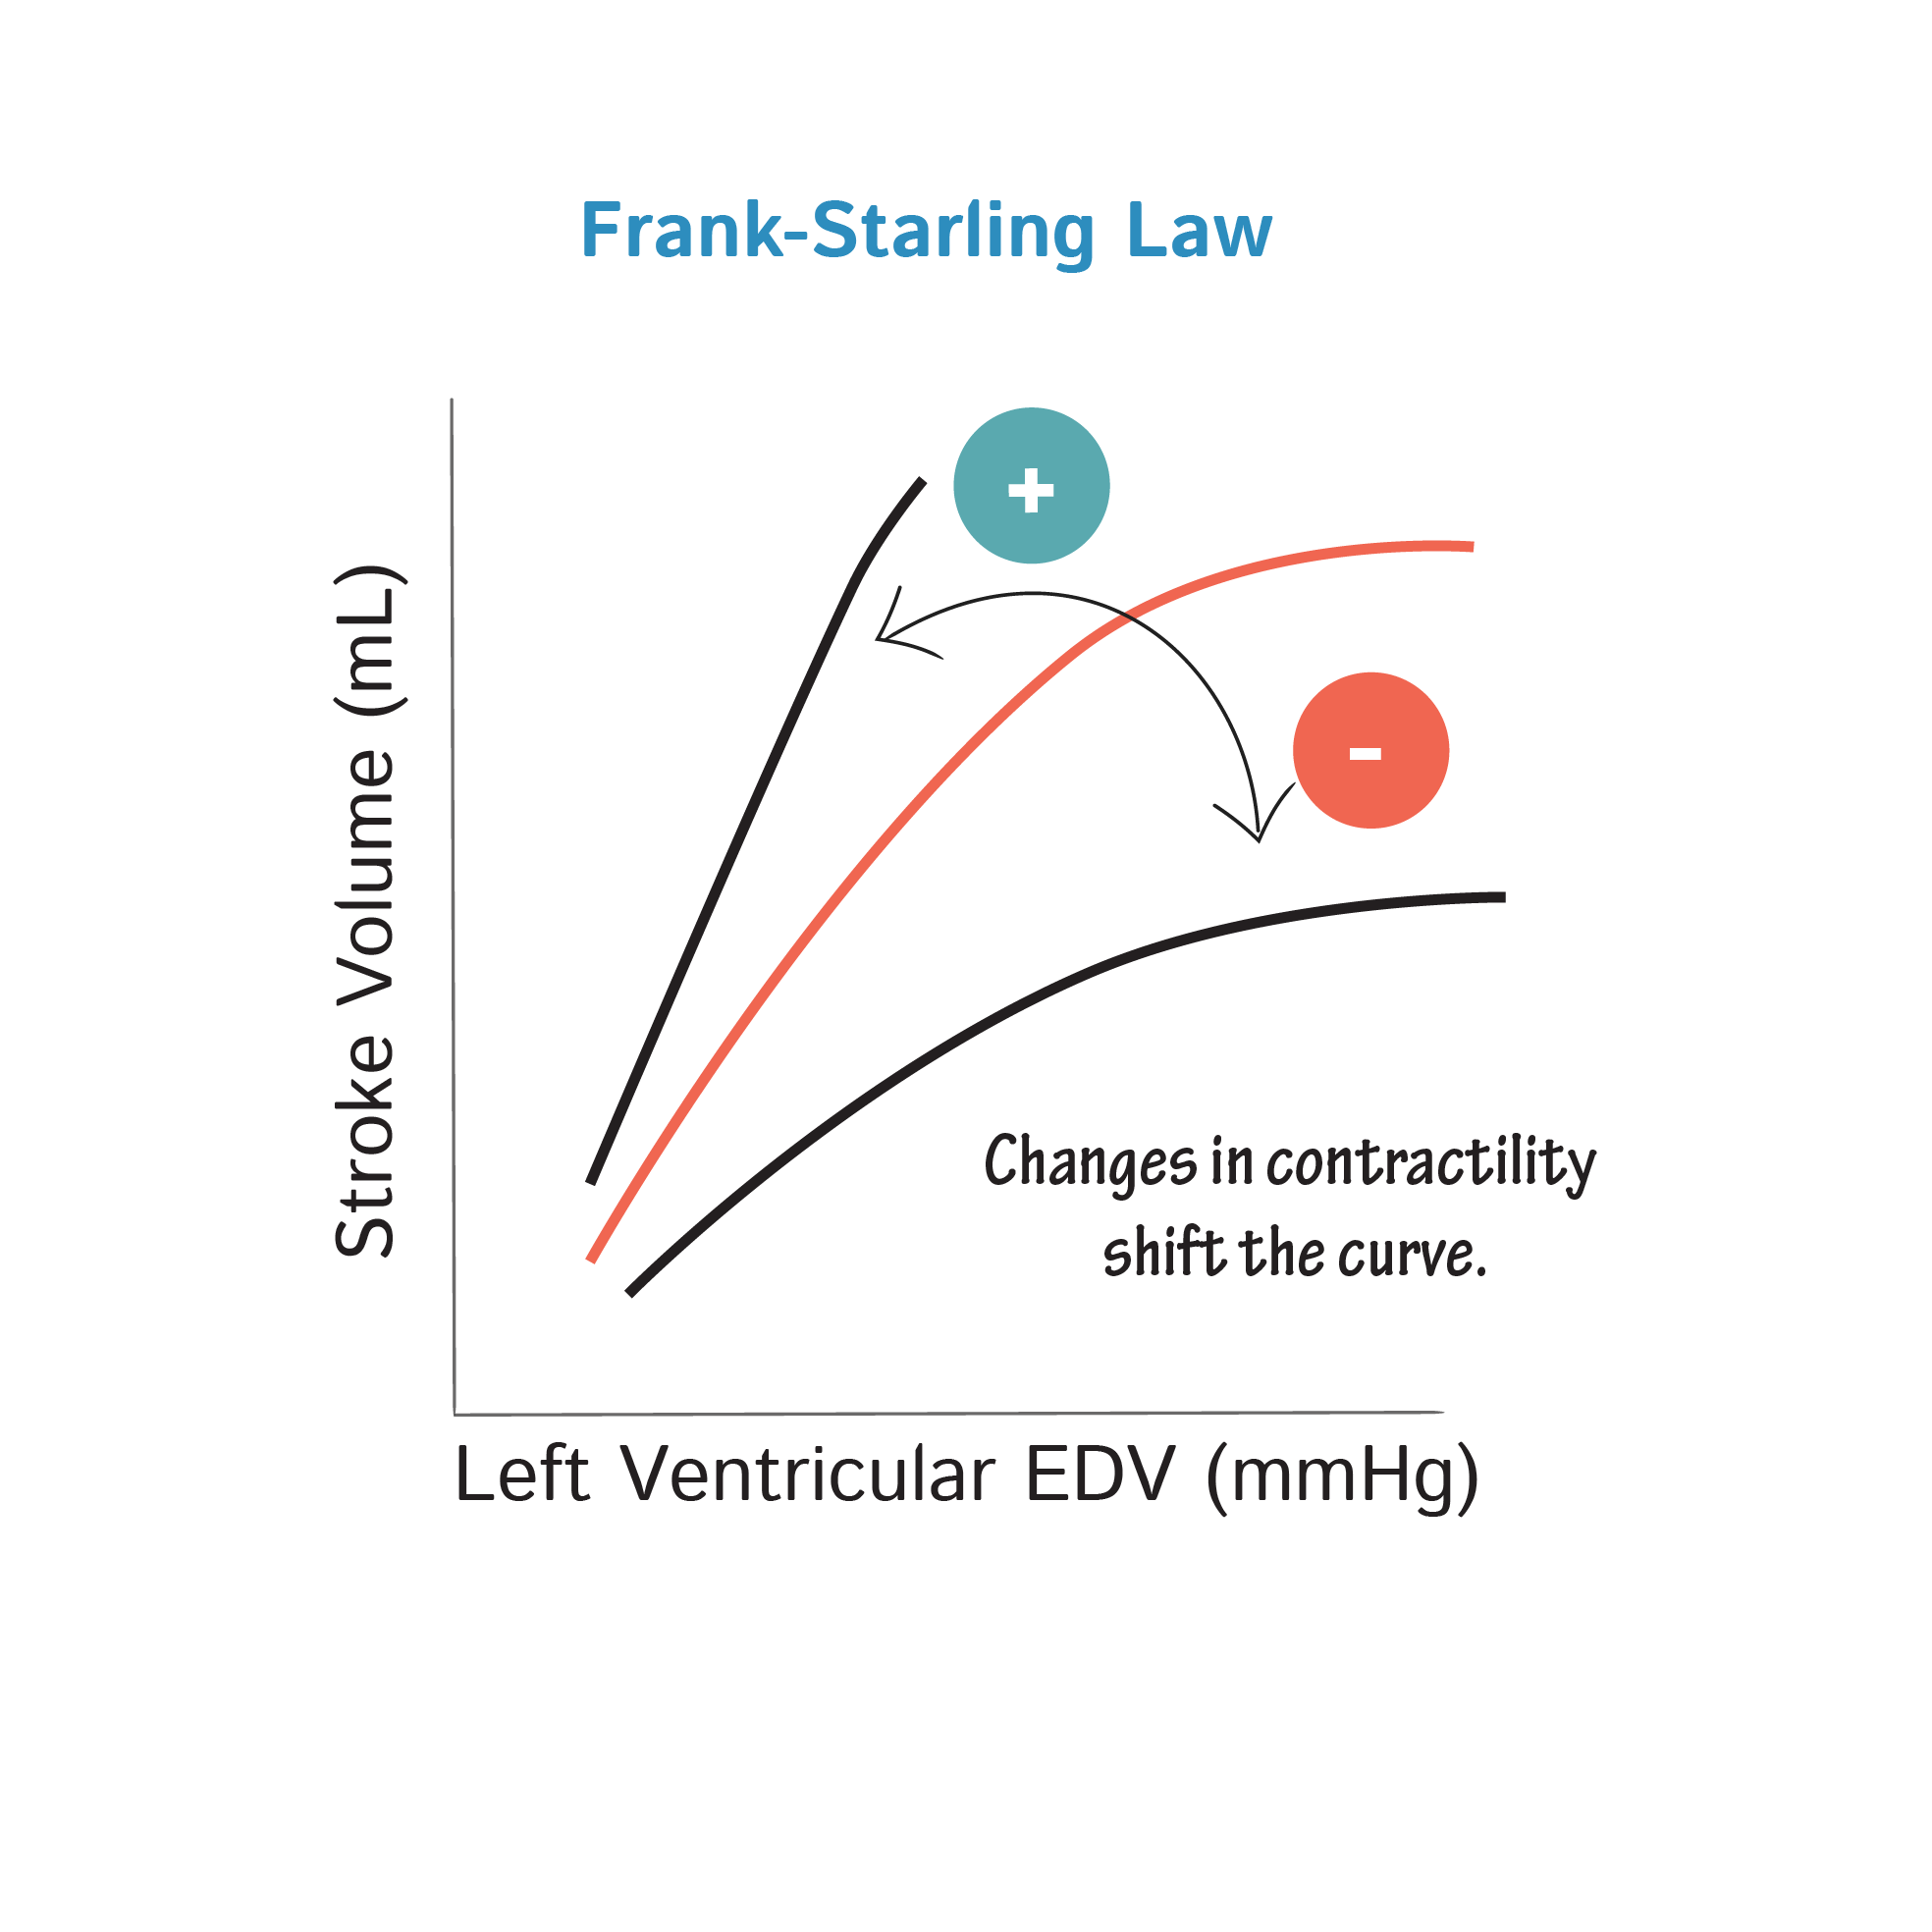 Frank-Starling Law
+
-
Stroke Volume (mL)
Changes in contractility
shift the curve.
Left Ventricular EDV (mmHg)